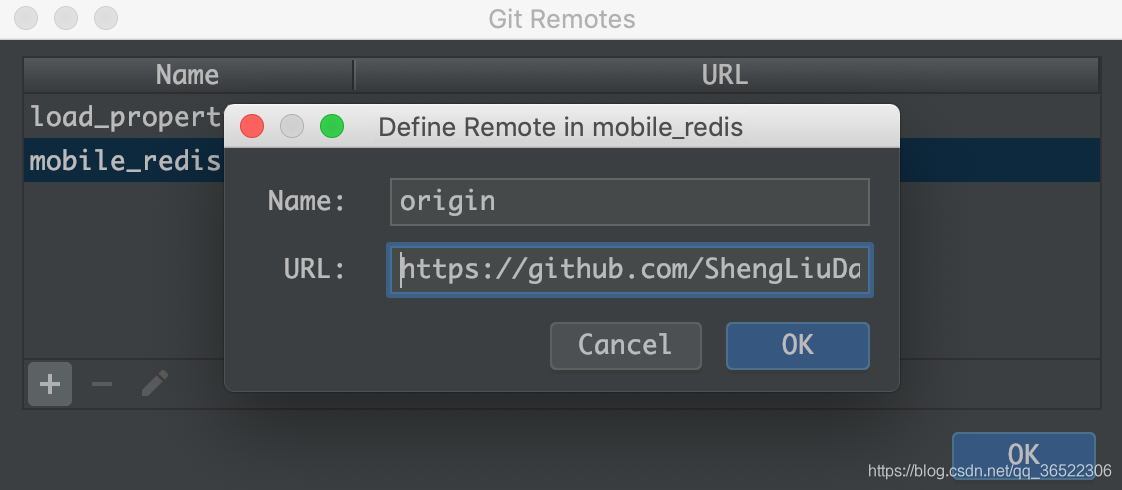 Git Remotes
Name URL
load_propert
mobile_redis
Define Remote in mobile_redis
Name: origin
URL: https://github.com/ShengLiuDa
Cancel OK
OK
https://blog.csdn.net/qq_36522306